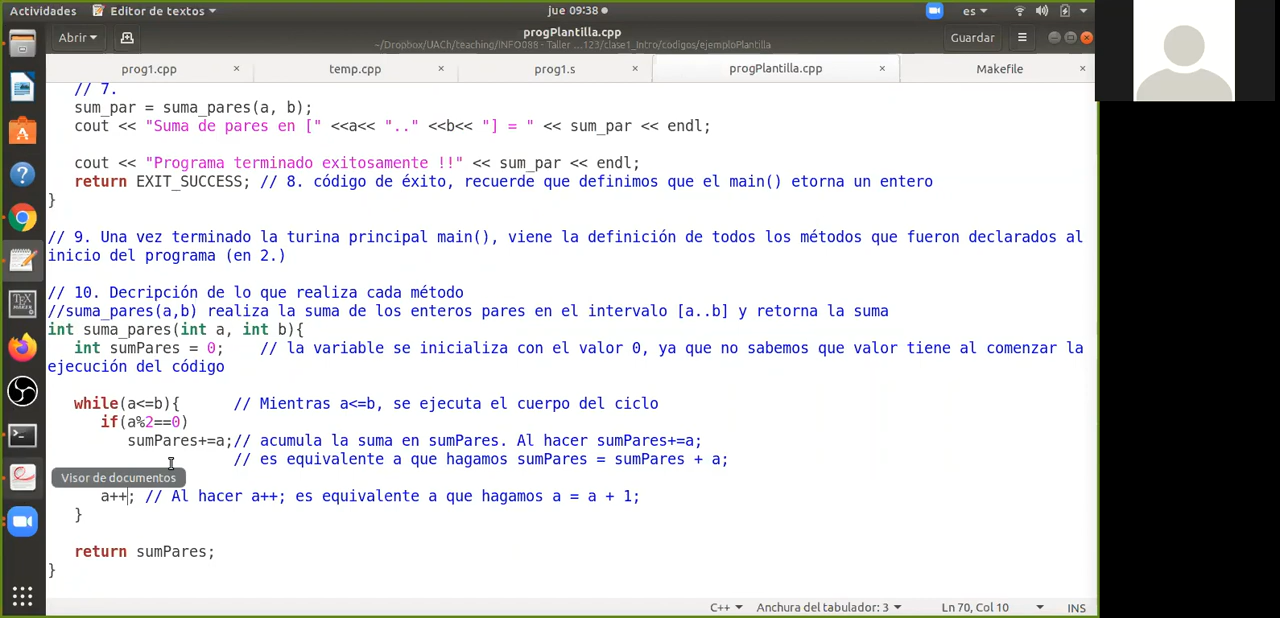 Actividades Editor de textos jue 09:38 es
Abrir progPlantilla.cpp Guardar
~/Dropbox/UACh/teaching/INFO088 - Taller ...123/clase1_Intro/codigos/ejemploPlantilla
prog1.cpp × temp.cpp × prog1.s × progPlantilla.cpp × Makefile ×
// 7.
sum_par = suma_pares(a, b);
cout << "Suma de pares en [" <<a<< ".." <<b<< "] = " << sum_par << endl;
cout << "Programa terminado exitosamente !!" << sum_par << endl;
return EXIT_SUCCESS; // 8. código de éxito, recuerde que definimos que el main() etorna un entero
}
// 9. Una vez terminado la turina principal main(), viene la definición de todos los métodos que fueron declarados al
inicio del programa (en 2.)
// 10. Decripción de lo que realiza cada método
//suma_pares(a,b) realiza la suma de los enteros pares en el intervalo [a..b] y retorna la suma
int suma_pares(int a, int b){
int sumPares = 0; // la variable se inicializa con el valor 0, ya que no sabemos que valor tiene al comenzar la
ejecución del código
while(a<=b){ // Mientras a<=b, se ejecuta el cuerpo del ciclo
if(a%2==0)
sumPares+=a;// acumula la suma en sumPares. Al hacer sumPares+=a;
// es equivalente a que hagamos sumPares = sumPares + a;
Visor de documentos
a++; // Al hacer a++; es equivalente a que hagamos a = a + 1;
}
return sumPares;
}
C++ Anchura del tabulador: 3 Ln 70, Col 10 INS